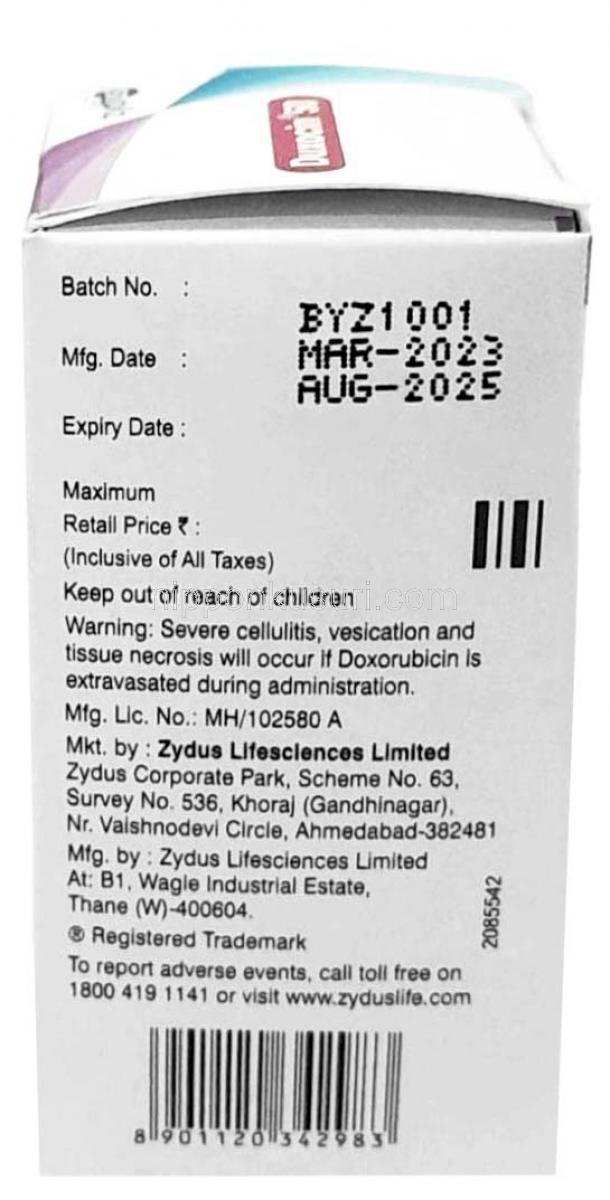 Batch No. : BYZ1001
Mfg. Date : MAR-2023
AUG-2025
Expiry Date :
Maximum
Retail Price ₹ :
(Inclusive of All Taxes)
Keep out of reach of children
Warning: Severe cellulitis, vesication and
tissue necrosis will occur if Doxorubicin is
extravasated during administration.
Mfg. Lic. No.: MH/102580 A
Mkt. by : Zydus Lifesciences Limited
Zydus Corporate Park, Scheme No. 63,
Survey No. 536, Khoraj (Gandhinagar),
Nr. Vaishnodevi Circle, Ahmedabad-382481
Mfg. by : Zydus Lifesciences Limited
At: B1, Wagle Industrial Estate,
Thane (W)-400604.
® Registered Trademark
To report adverse events, call toll free on
1800 419 1141 or visit www.zyduslife.com
2085542
8 901120 342983